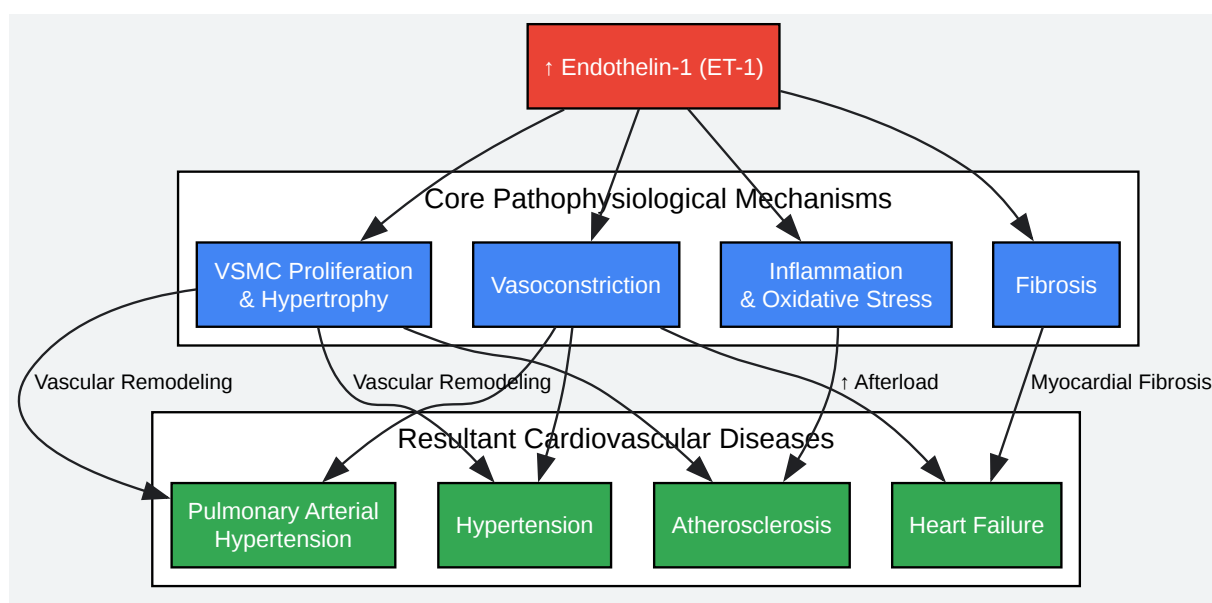 ↑ Endothelin-1 (ET-1)
Core Pathophysiological Mechanisms
VSMC Proliferation
& Hypertrophy
Vasoconstriction
Inflammation
& Oxidative Stress
Fibrosis
Vascular Remodeling
Vascular Remodeling
↑ Afterload
Myocardial Fibrosis
Resultant Cardiovascular Diseases
Pulmonary Arterial
Hypertension
Hypertension
Atherosclerosis
Heart Failure